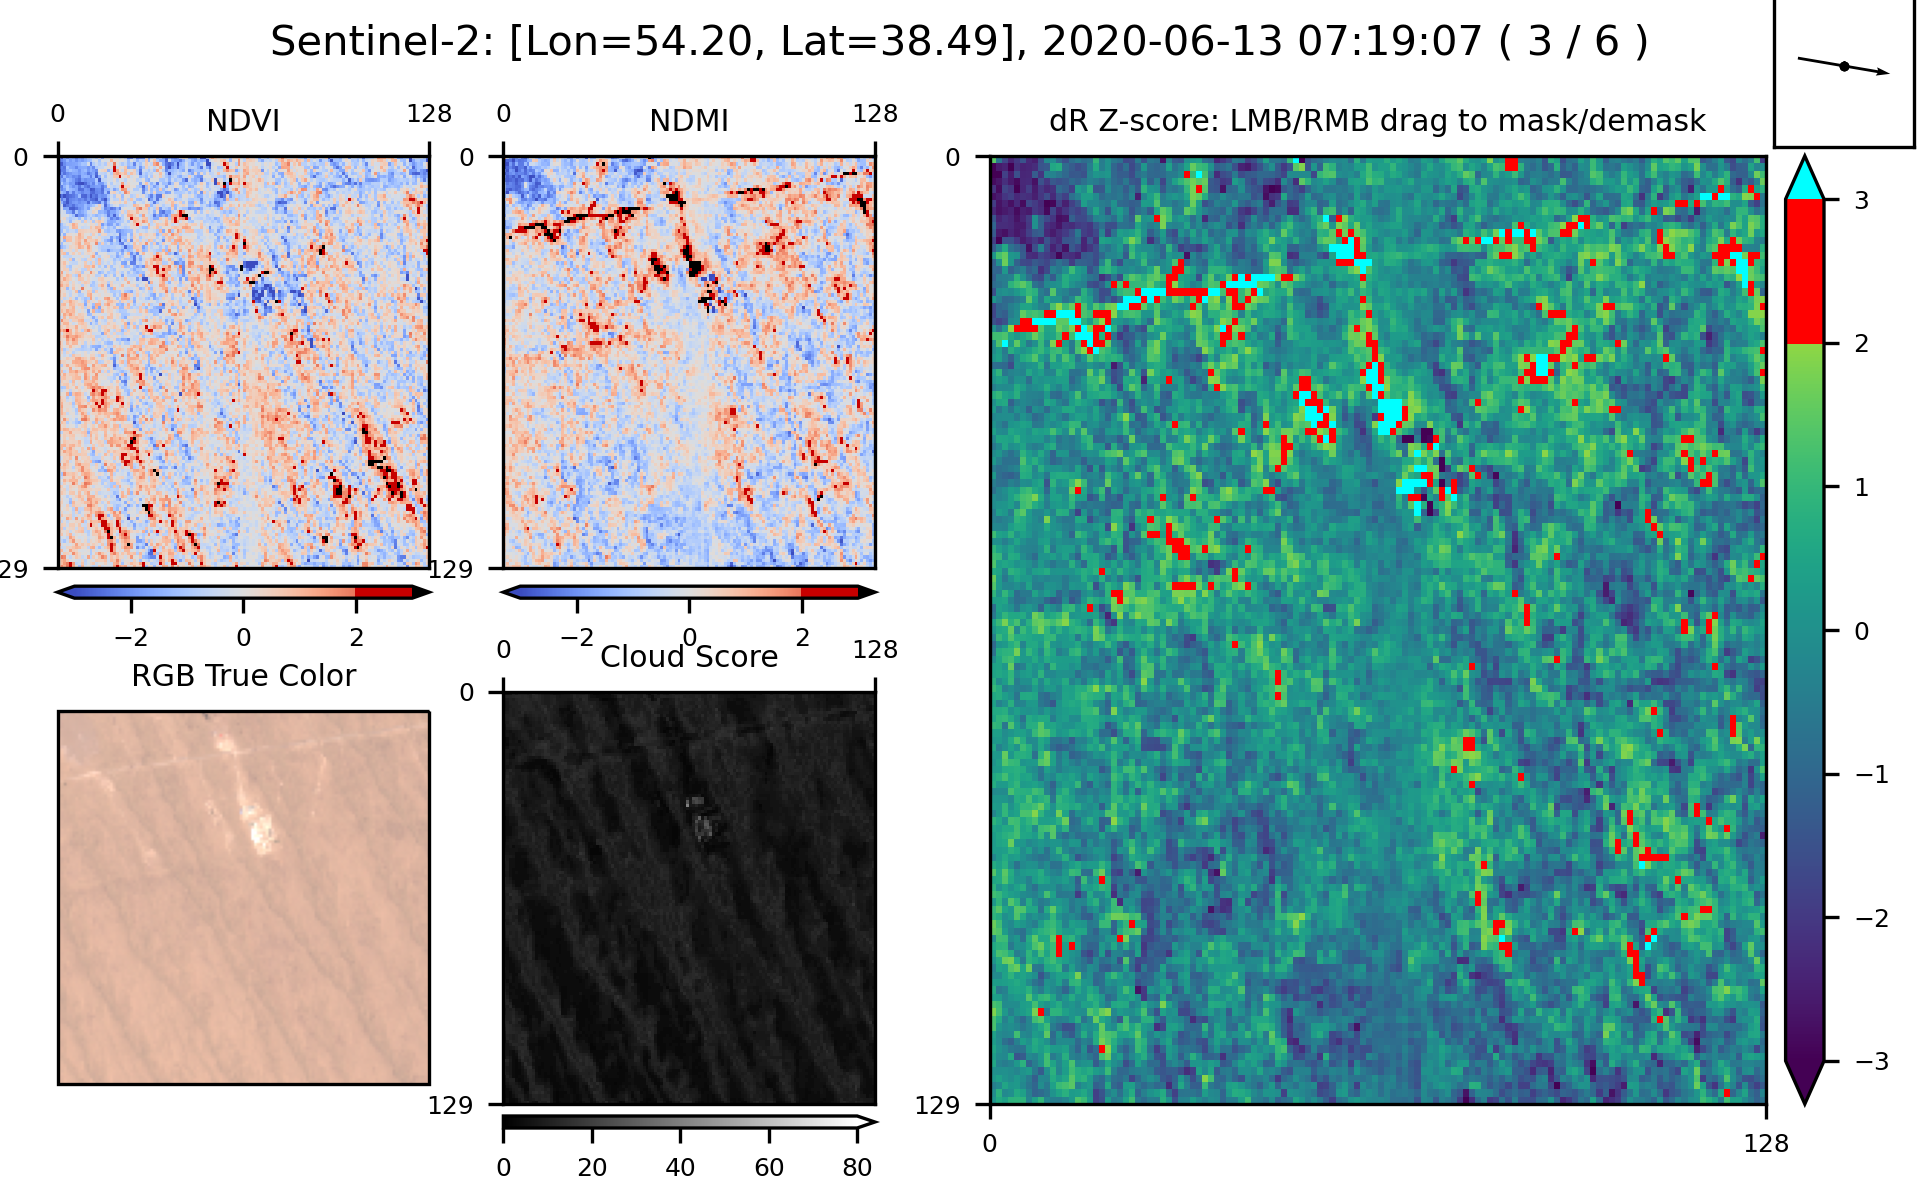 Sentinel-2: [Lon=54.20, Lat=38.49], 2020-06-13 07:19:07 ( 3 / 6 )
0 NDVI 128
0 NDMI 128
dR Z-score: LMB/RMB drag to mask/demask
0
0
0
29
129
−2 0 2
−2 0 2
RGB True Color
0 Cloud Score 128
0
129
0 20 40 60 80
129
0 128
3
2
1
0
−1
−2
−3